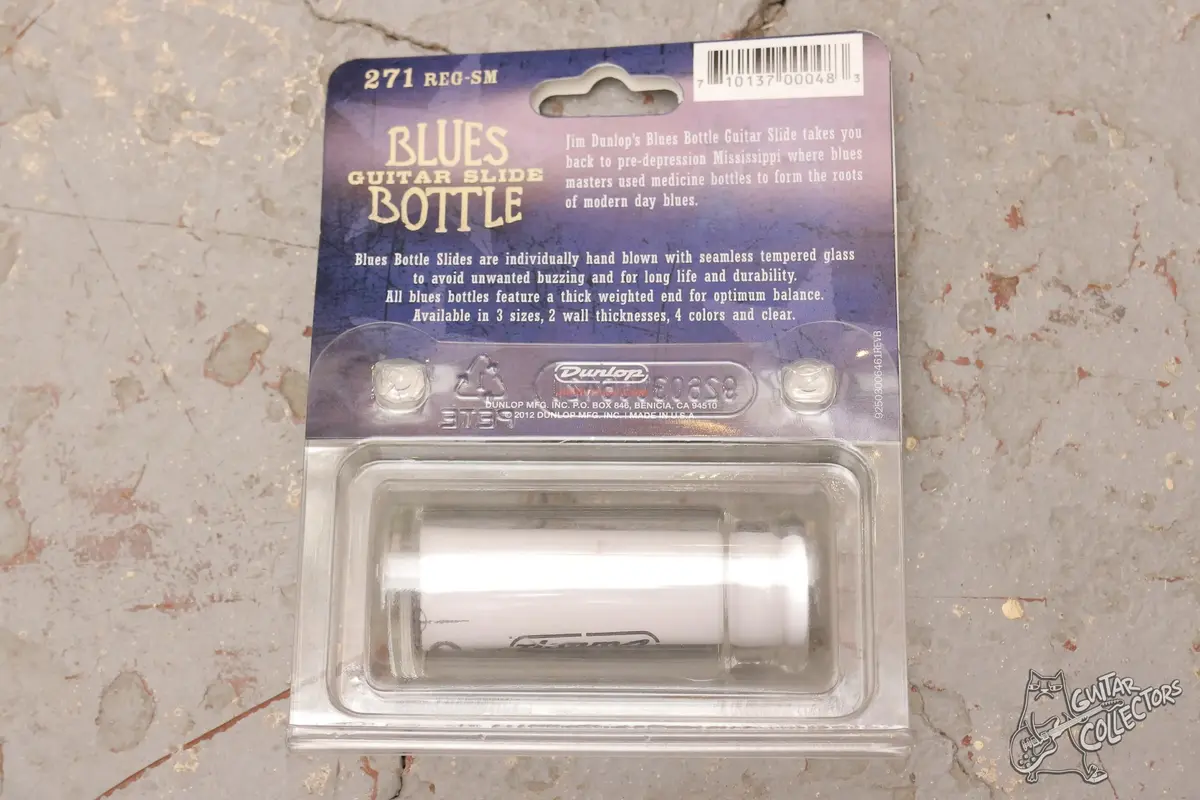 271 REG-SM
7 10137 00048 3
BLUES
GUITAR SLIDE
BOTTLE
Jim Dunlop's Blues Bottle Guitar Slide takes you
back to pre-depression Mississippi where blues
masters used medicine bottles to form the roots
of modern day blues.
Blues Bottle Slides are individually hand blown with seamless tempered glass
to avoid unwanted buzzing and for long life and durability.
All blues bottles feature a thick weighted end for optimum balance.
Available in 3 sizes, 2 wall thicknesses, 4 colors and clear.
Dunlop
DUNLOP MFG. INC. P.O. BOX 846, BENICIA, CA 94510
© 2012 DUNLOP MFG. INC. | MADE IN U.S.A.
PETE
92503006461REVB
GUITAR
COLLECTORS